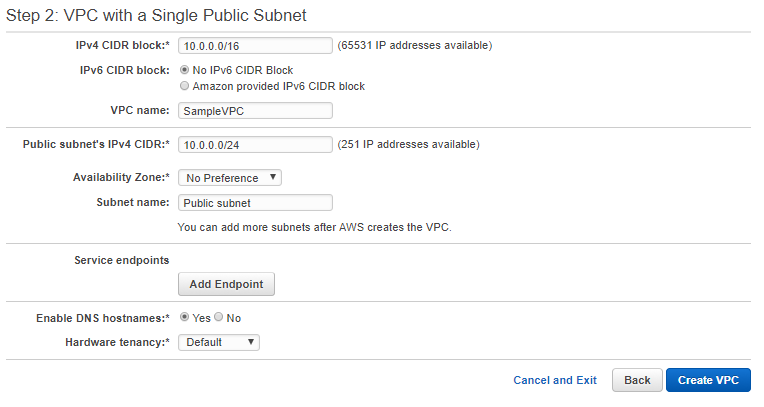 Step 2: VPC with a Single Public Subnet
IPv4 CIDR block:* 10.0.0.0/16 (65531 IP addresses available)
IPv6 CIDR block: No IPv6 CIDR Block
Amazon provided IPv6 CIDR block
VPC name: SampleVPC
Public subnet's IPv4 CIDR:* 10.0.0.0/24 (251 IP addresses available)
Availability Zone:* No Preference
Subnet name: Public subnet
You can add more subnets after AWS creates the VPC.
Service endpoints
Add Endpoint
Enable DNS hostnames:* Yes No
Hardware tenancy:* Default
Cancel and Exit Back Create VPC